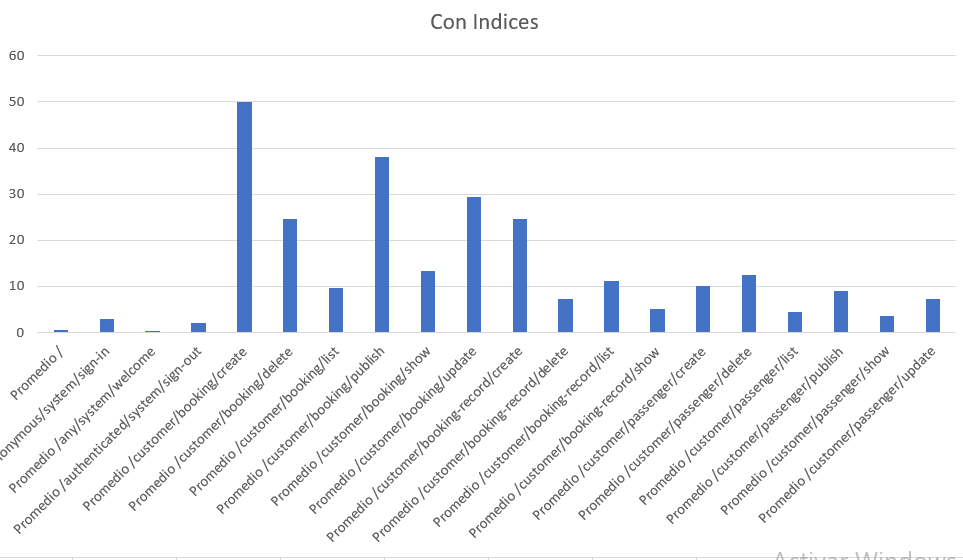 Con Indices
60
50
40
30
20
10
0
Promedio /
onymous/system/sign-in
Promedio /any/system/welcome
Promedio /authenticated/system/sign-out
Promedio /customer/booking/create
Promedio /customer/booking/delete
Promedio /customer/booking/list
Promedio /customer/booking/publish
Promedio /customer/booking/show
Promedio /customer/booking/update
Promedio /customer/booking-record/create
Promedio /customer/booking-record/delete
Promedio /customer/booking-record/list
Promedio /customer/booking-record/show
Promedio /customer/passenger/create
Promedio /customer/passenger/delete
Promedio /customer/passenger/list
Promedio /customer/passenger/publish
Promedio /customer/passenger/show
Promedio /customer/passenger/update
Activar Windows